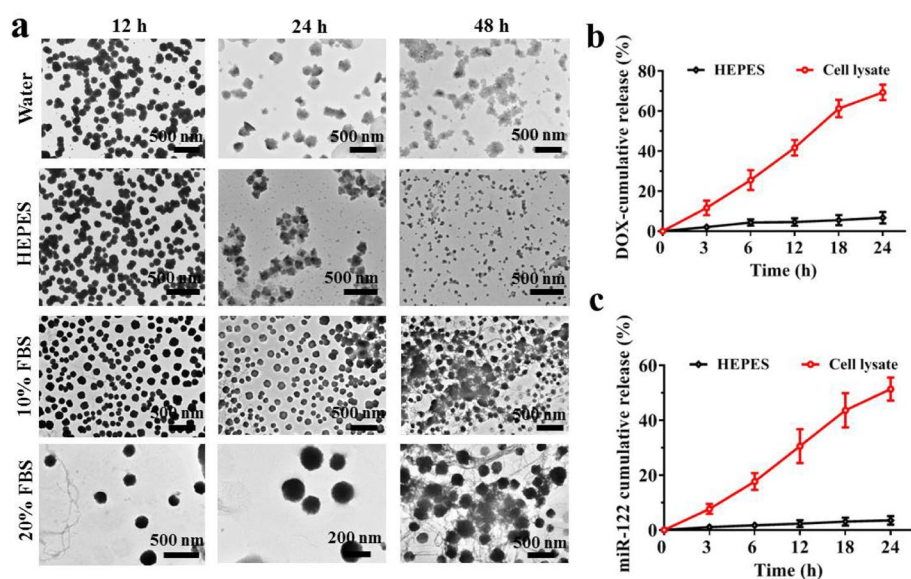 a
12 h
24 h
48 h
Water
500 nm
500 nm
500 nm
HEPES
500 nm
500 nm
500 nm
10% FBS
500 nm
500 nm
20% FBS
500 nm
200 nm
500 nm
b
HEPES
Cell lysate
DOX-cumulative release (%)
80
60
40
20
0
0 3 6 12 18 24
Time (h)
c
HEPES
Cell lysate
miR-122 cumulative release (%)
60
40
20
0
0 3 6 12 18 24
Time (h)